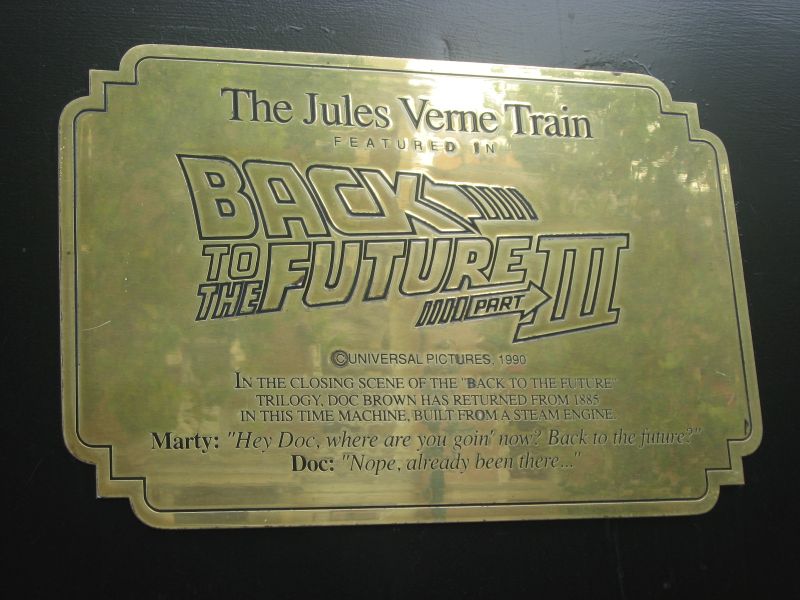 The Jules Verne Train
FEATURED IN
BACK
TO THE FUTURE
PART III
©UNIVERSAL PICTURES, 1990
IN THE CLOSING SCENE OF THE "BACK TO THE FUTURE"
TRILOGY, DOC BROWN HAS RETURNED FROM 1885
IN THIS TIME MACHINE, BUILT FROM A STEAM ENGINE.
Marty: "Hey Doc, where are you goin' now? Back to the future?"
Doc: "Nope, already been there..."